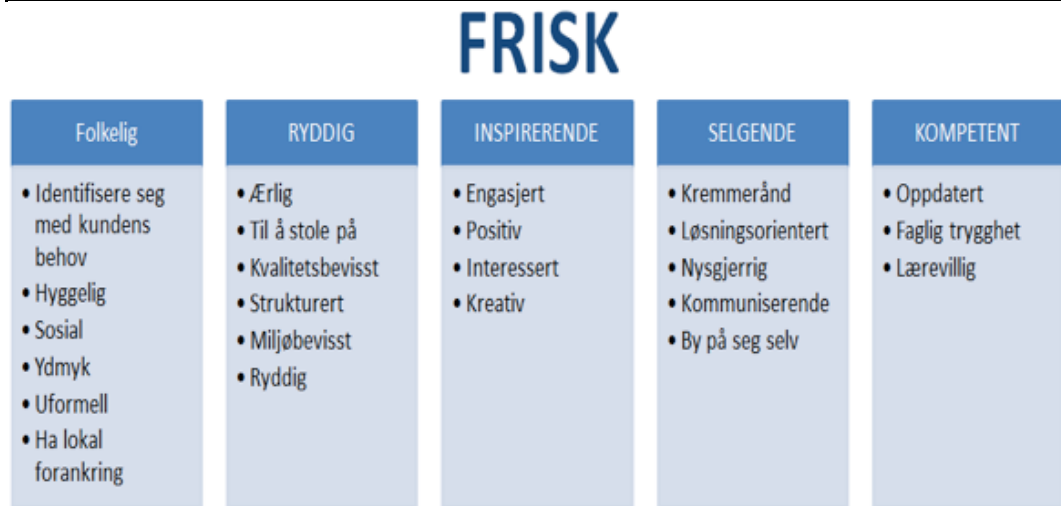 FRISK
Folkelig
• Identifisere seg
med kundens
behov
• Hyggelig
• Sosial
• Ydmyk
• Uformell
• Ha lokal
forankring
RYDDIG
• Ærlig
• Til å stole på
• Kvalitetsbevisst
• Strukturert
• Miljøbevisst
• Ryddig
INSPIRERENDE
• Engasjert
• Positiv
• Interessert
• Kreativ
SELGENDE
• Kremmerånd
• Løsningsorientert
• Nysgjerrig
• Kommuniserende
• By på seg selv
KOMPETENT
• Oppdatert
• Faglig trygghet
• Lærevillig